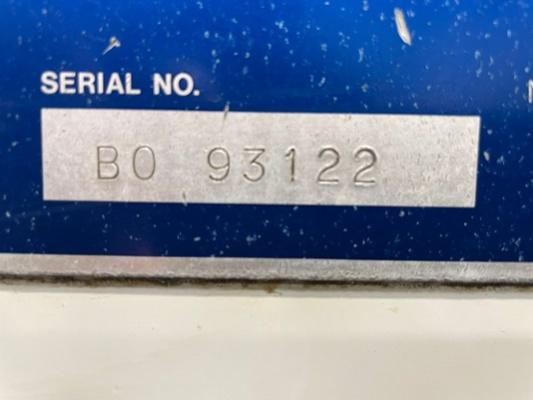 SERIAL NO.
BO 93122